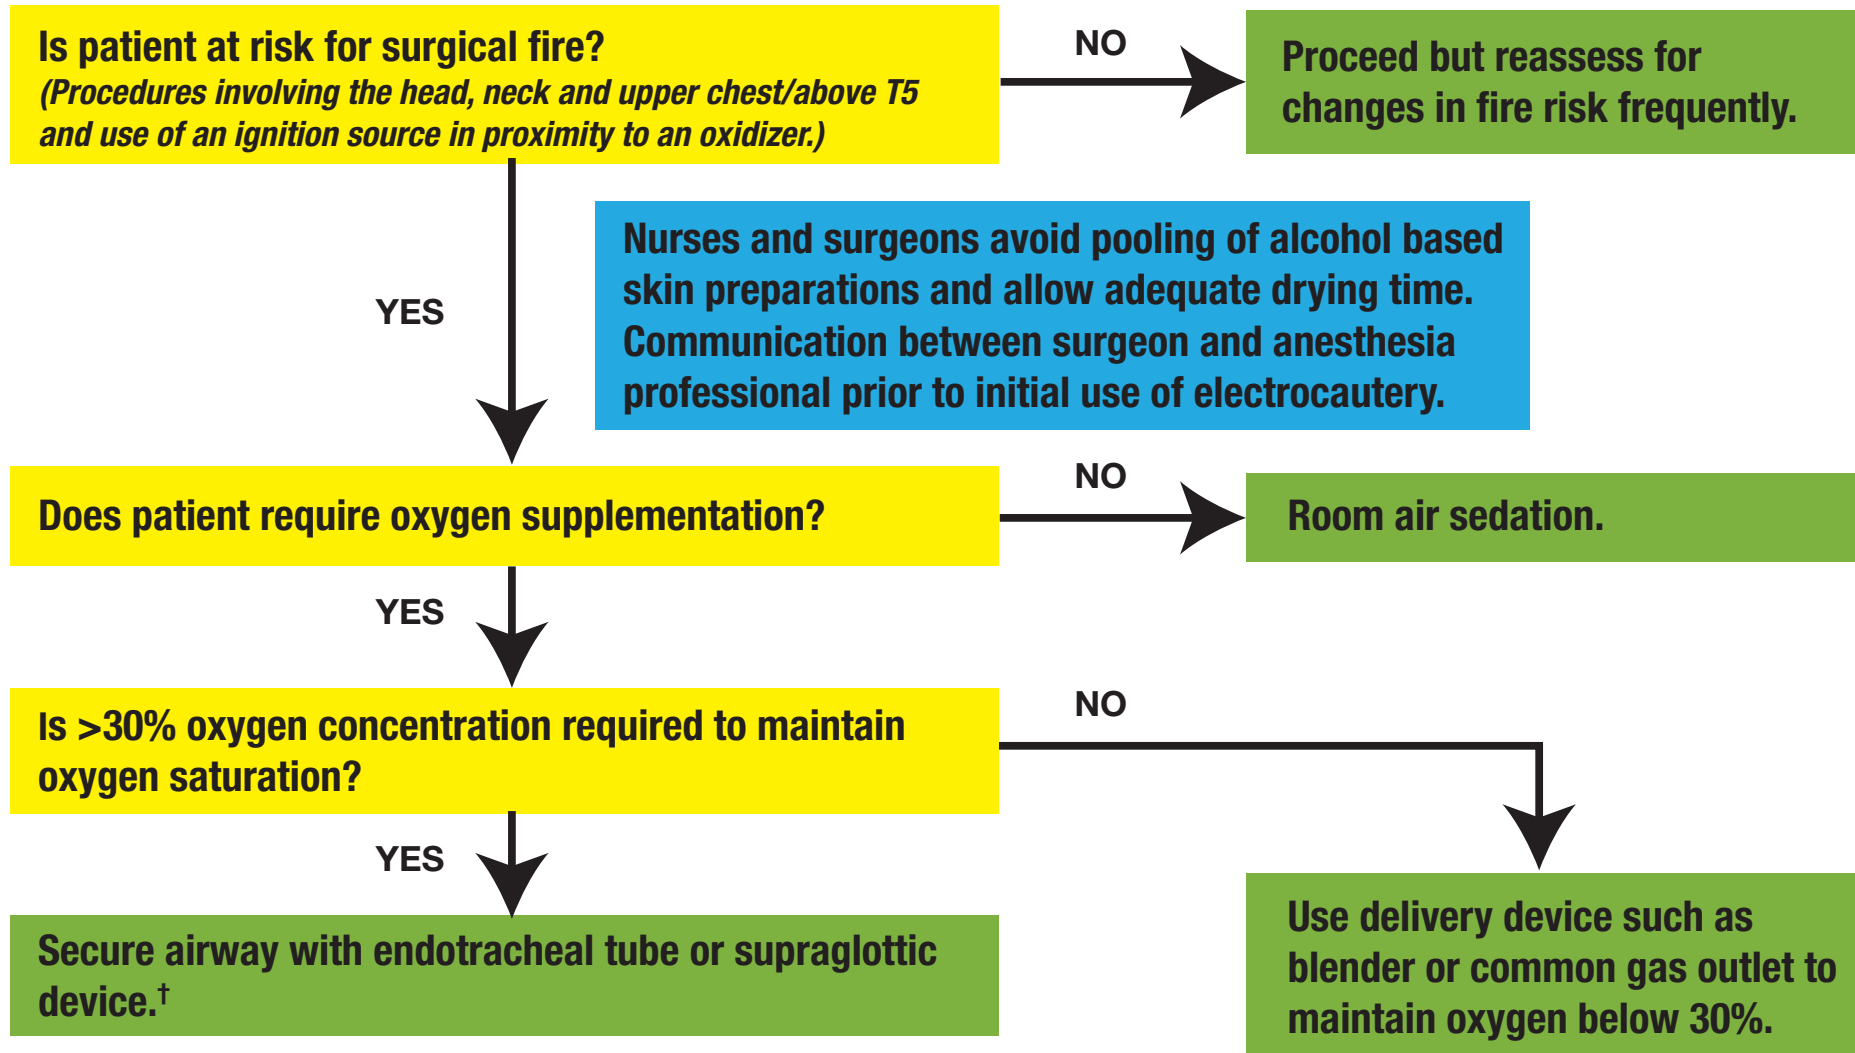 Is patient at risk for surgical fire?
(Procedures involving the head, neck and upper chest/above T5
and use of an ignition source in proximity to an oxidizer.)
NO
Proceed but reassess for
changes in fire risk frequently.
YES
Nurses and surgeons avoid pooling of alcohol based
skin preparations and allow adequate drying time.
Communication between surgeon and anesthesia
professional prior to initial use of electrocautery.
Does patient require oxygen supplementation?
NO
Room air sedation.
YES
Is >30% oxygen concentration required to maintain
oxygen saturation?
NO
YES
Secure airway with endotracheal tube or supraglottic
device.†
Use delivery device such as
blender or common gas outlet to
maintain oxygen below 30%.